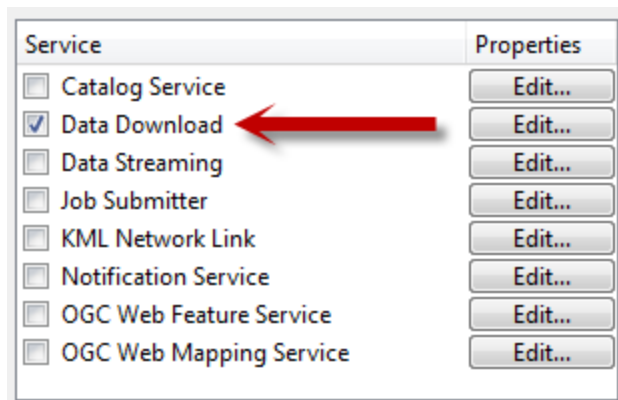 Service Properties
Catalog Service Edit...
Data Download Edit...
Data Streaming Edit...
Job Submitter Edit...
KML Network Link Edit...
Notification Service Edit...
OGC Web Feature Service Edit...
OGC Web Mapping Service Edit...